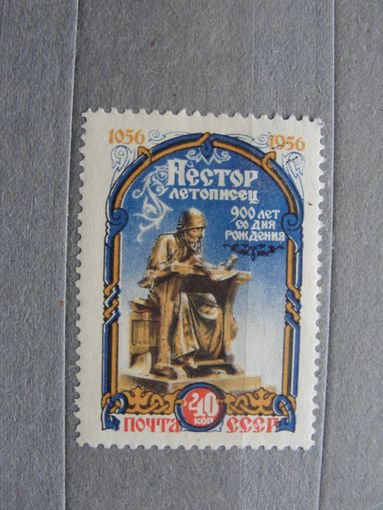 1056 1956
Нестор
летописец
900 лет
со дня
рождения
40
коп
ПОЧТА СССР